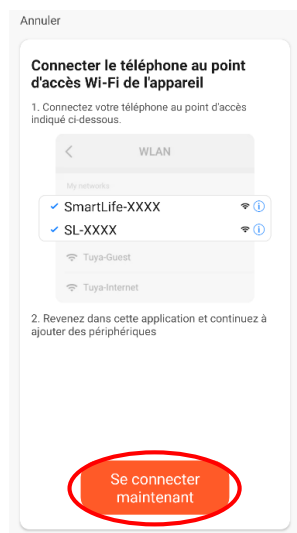 Annuler
Connecter le téléphone au point
d'accès Wi-Fi de l'appareil
1. Connectez votre téléphone au point d'accès
indiqué ci-dessous.
WLAN
My networks
SmartLife-XXXX
SL-XXXX
Tuya-Guest
Tuya-Internet
2. Revenez dans cette application et continuez à
ajouter des périphériques
Se connecter
maintenant